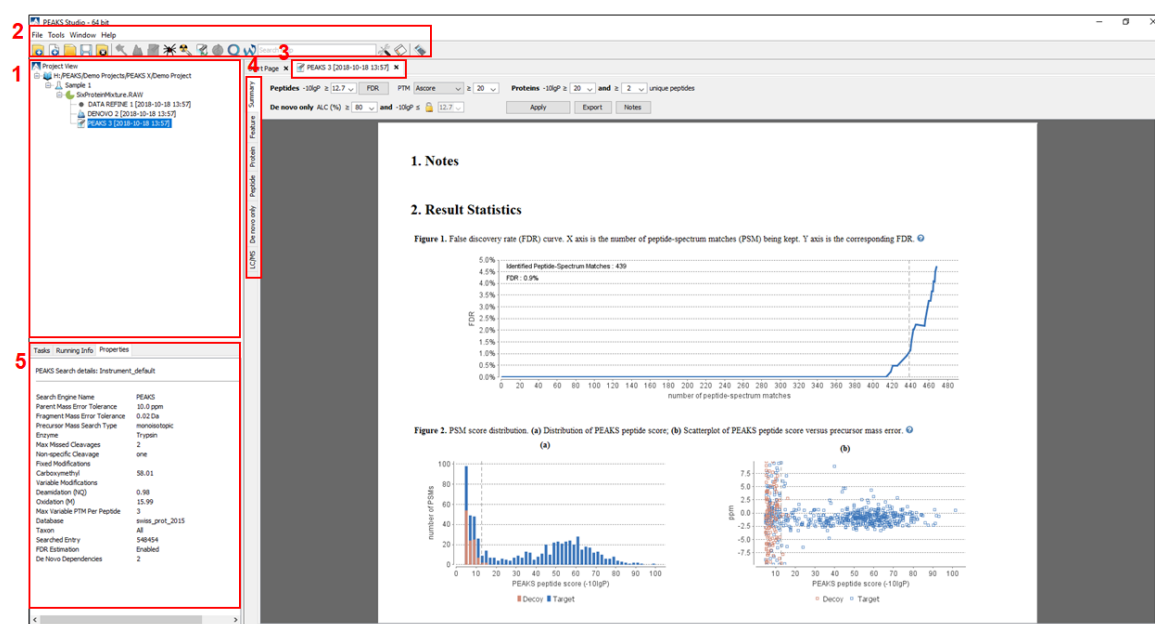 PEAKS Studio - 64 bit
2
File Tools Window Help
Search
4
3
1
Project View
H:/PEAKS/Demo Projects/PEAKS X/Demo Project
Sample 1
SixProteinMixture.RAW
DATA REFINE 1 [2018-10-18 13:57]
DENOVO 2 [2018-10-18 13:57]
PEAKS 3 [2018-10-18 13:57]
Page
PEAKS 3 [2018-10-18 13:57]
Peptides -10lgP ≥ 12.7 FDR PTM Ascore ≥ 20 Proteins -10lgP ≥ 20 and ≥ 2 unique peptides
De novo only ALC (%) ≥ 80 and -10lgP ≤ 12.7 Apply Export Notes
Summary
Feature
Protein
Peptide
De novo only
LC/MS
1. Notes
2. Result Statistics
Figure 1. False discovery rate (FDR) curve. X axis is the number of peptide-spectrum matches (PSM) being kept. Y axis is the corresponding FDR.
Identified Peptide-Spectrum Matches : 439
FDR : 0.9%
5.0%
4.5%
4.0%
3.5%
3.0%
2.5%
2.0%
1.5%
1.0%
0.5%
0.0%
FDR
0 20 40 60 80 100 120 140 160 180 200 220 240 260 280 300 320 340 360 380 400 420 440 460 480
number of peptide-spectrum matches
5
Tasks Running Info Properties
PEAKS Search details: Instrument_default
Search Engine Name PEAKS
Parent Mass Error Tolerance 10.0 ppm
Fragment Mass Error Tolerance 0.02 Da
Precursor Mass Search Type monoisotopic
Enzyme Trypsin
Max Missed Cleavages 2
Non-specific Cleavage one
Fixed Modifications
Carboxymethyl 58.01
Variable Modifications
Deamidation (NQ) 0.98
Oxidation (M) 15.99
Max Variable PTM Per Peptide 3
Database swiss_prot_2015
Taxon All
Searched Entry 548454
FDR Estimation Enabled
De Novo Dependencies 2
Figure 2. PSM score distribution. (a) Distribution of PEAKS peptide score; (b) Scatterplot of PEAKS peptide score versus precursor mass error.
(a)
100
80
60
40
20
0
number of PSMs
0 10 20 30 40 50 60 70 80 90 100
PEAKS peptide score (-10lgP)
Decoy Target
(b)
7.5
5.0
2.5
0.0
-2.5
-5.0
-7.5
ppm
10 20 30 40 50 60 70 80 90 100
PEAKS peptide score (-10lgP)
Decoy Target